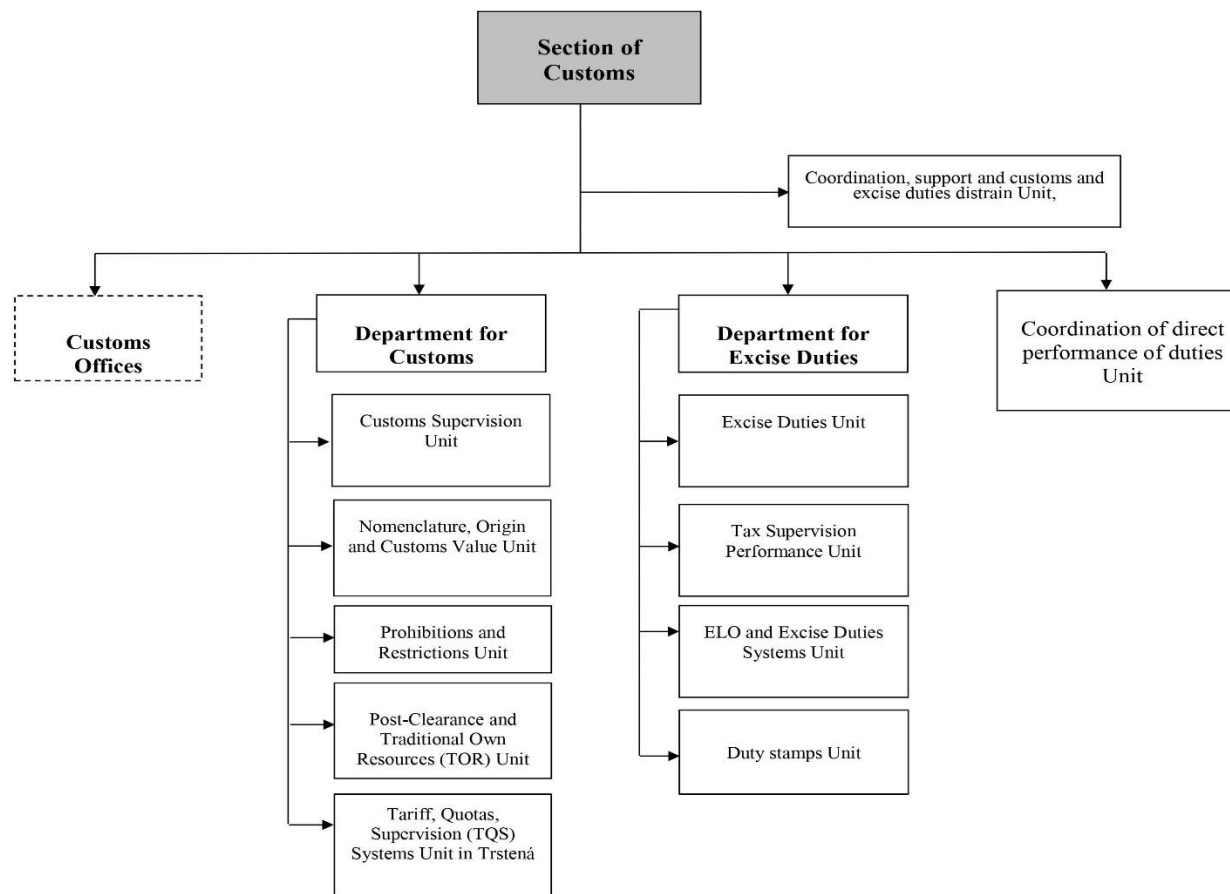 Section of
Customs
Coordination, support and customs and
excise duties distrain Unit,
Customs
Offices
Department for
Customs
Department for
Excise Duties
Coordination of direct
performance of duties
Unit
Customs Supervision
Unit
Excise Duties Unit
Nomenclature, Origin
and Customs Value Unit
Tax Supervision
Performance Unit
Prohibitions and
Restrictions Unit
ELO and Excise Duties
Systems Unit
Post-Clearance and
Traditional Own
Resources (TOR) Unit
Duty stamps Unit
Tariff, Quotas,
Supervision (TQS)
Systems Unit in Trstená